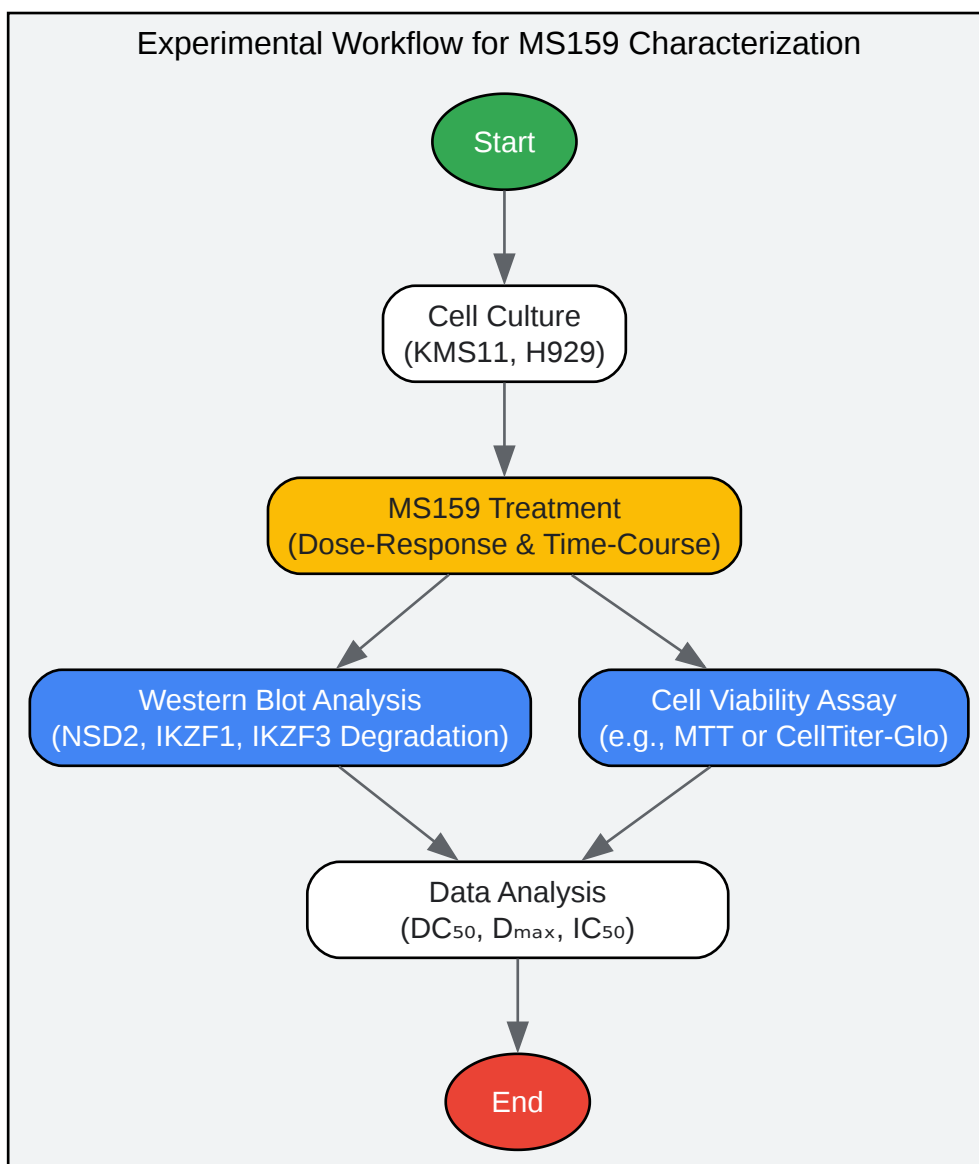 Experimental Workflow for MS159 Characterization
Start
Cell Culture
(KMS11, H929)
MS159 Treatment
(Dose-Response & Time-Course)
Western Blot Analysis
(NSD2, IKZF1, IKZF3 Degradation)
Cell Viability Assay
(e.g., MTT or CellTiter-Glo)
Data Analysis
(DC₅₀, Dₘₐₓ, IC₅₀)
End